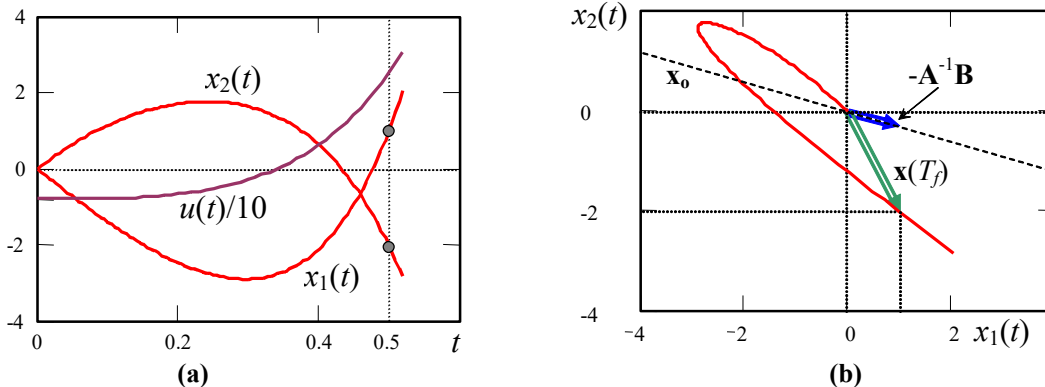 4
2
0
-2
-4
x₂(t)
u(t)/10
x₁(t)
0
0.2
0.4
0.5
t
(a)
x₂(t)
0
-2
-4
xₒ
-A⁻¹B
x(T_f)
−4
−2
0
2
x₁(t)
(b)